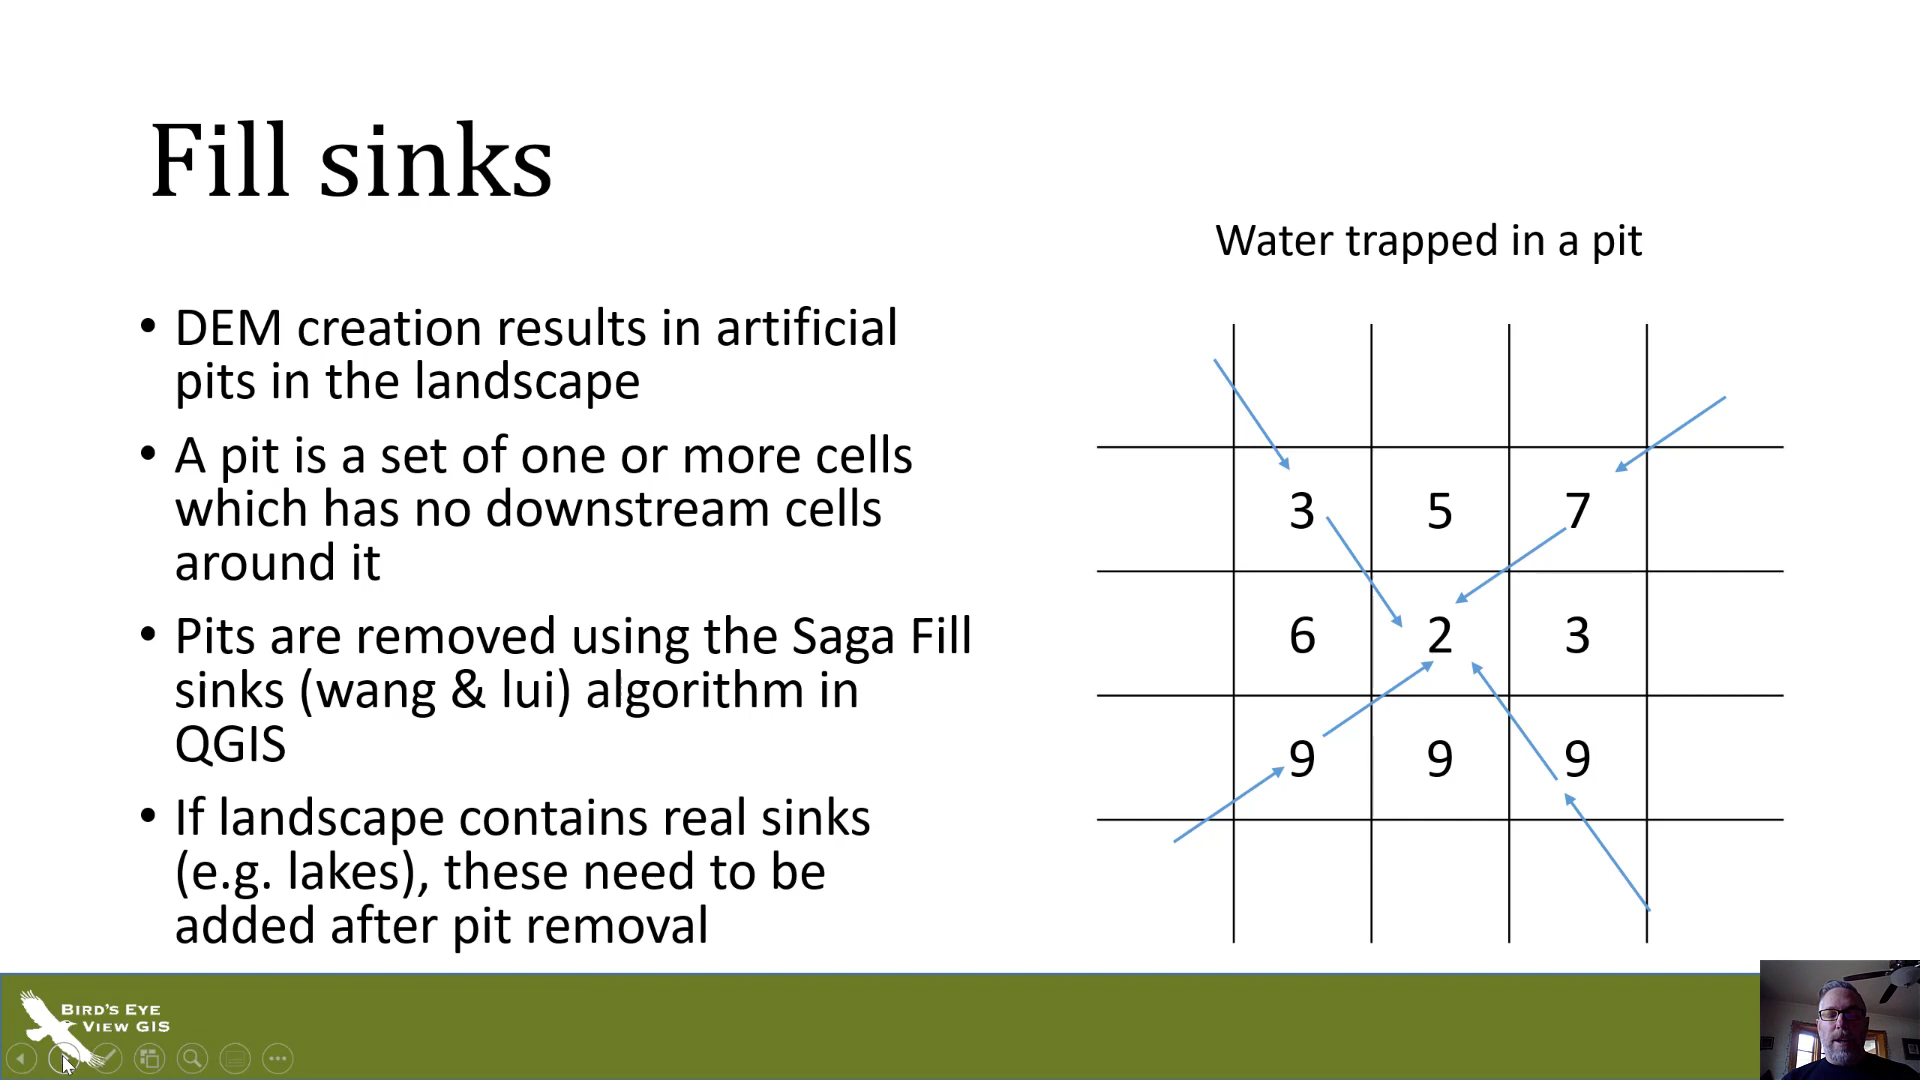 Fill sinks
Water trapped in a pit
• DEM creation results in artificial
pits in the landscape
• A pit is a set of one or more cells
which has no downstream cells
around it
• Pits are removed using the Saga Fill
sinks (wang & lui) algorithm in
QGIS
• If landscape contains real sinks
(e.g. lakes), these need to be
added after pit removal
3 5 7
6 2 3
9 9 9
BIRD'S EYE
VIEW GIS